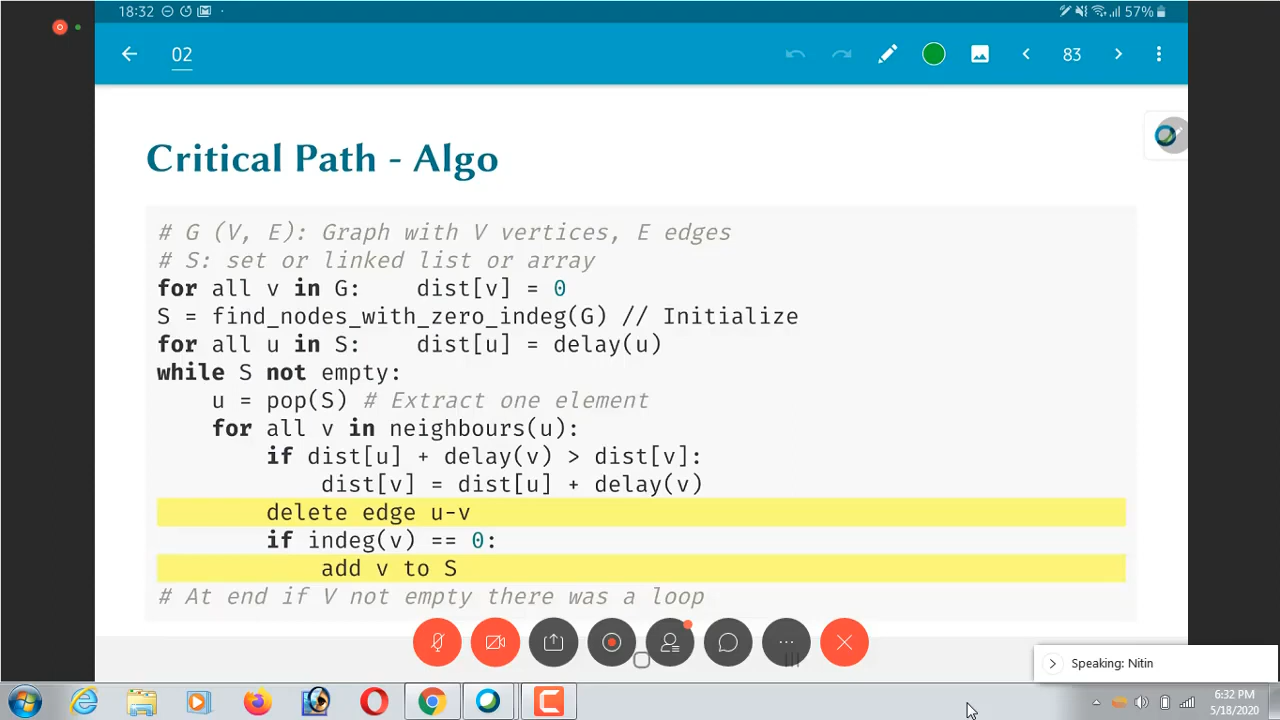 18:32
57%
02
83
Critical Path - Algo
# G (V, E): Graph with V vertices, E edges
# S: set or linked list or array
for all v in G:    dist[v] = 0
S = find_nodes_with_zero_indeg(G) // Initialize
for all u in S:    dist[u] = delay(u)
while S not empty:
    u = pop(S) # Extract one element
    for all v in neighbours(u):
        if dist[u] + delay(v) > dist[v]:
            dist[v] = dist[u] + delay(v)
        delete edge u-v
        if indeg(v) == 0:
            add v to S
# At end if V not empty there was a loop
Speaking: Nitin
6:32 PM
5/18/2020